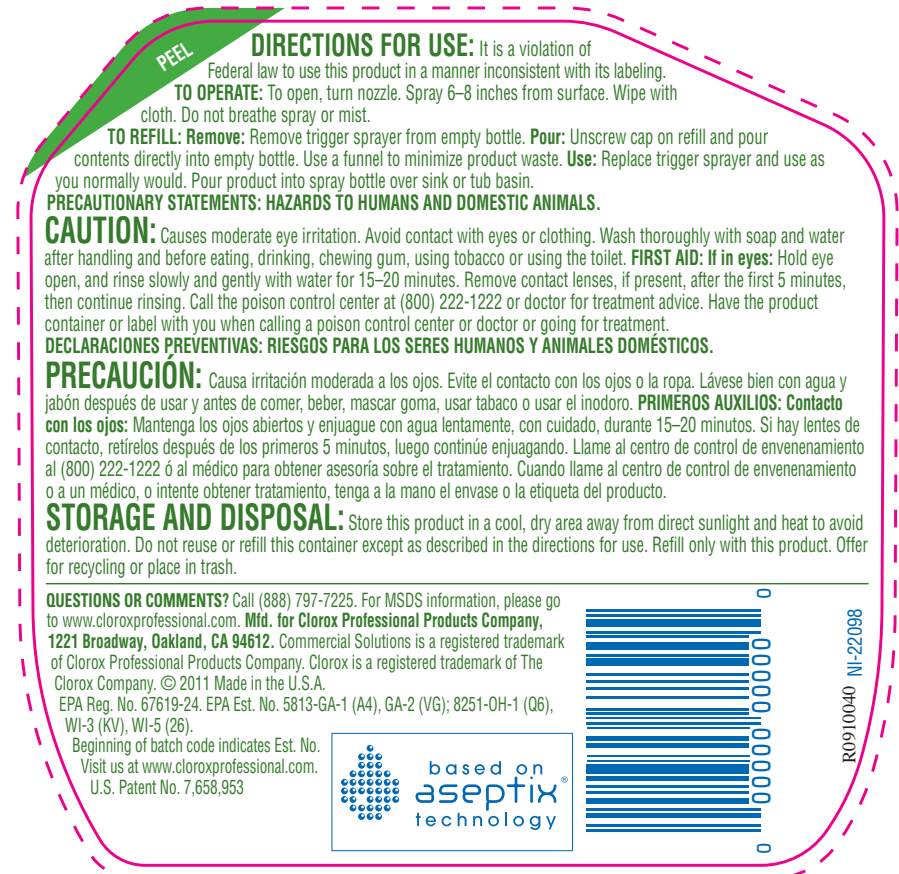 PEEL
DIRECTIONS FOR USE: It is a violation of
Federal law to use this product in a manner inconsistent with its labeling.
TO OPERATE: To open, turn nozzle. Spray 6–8 inches from surface. Wipe with
cloth. Do not breathe spray or mist.
TO REFILL: Remove: Remove trigger sprayer from empty bottle. Pour: Unscrew cap on refill and pour
contents directly into empty bottle. Use a funnel to minimize product waste. Use: Replace trigger sprayer and use as
you normally would. Pour product into spray bottle over sink or tub basin.
PRECAUTIONARY STATEMENTS: HAZARDS TO HUMANS AND DOMESTIC ANIMALS.
CAUTION: Causes moderate eye irritation. Avoid contact with eyes or clothing. Wash thoroughly with soap and water
after handling and before eating, drinking, chewing gum, using tobacco or using the toilet. FIRST AID: If in eyes: Hold eye
open, and rinse slowly and gently with water for 15–20 minutes. Remove contact lenses, if present, after the first 5 minutes,
then continue rinsing. Call the poison control center at (800) 222-1222 or doctor for treatment advice. Have the product
container or label with you when calling a poison control center or doctor or going for treatment.
DECLARACIONES PREVENTIVAS: RIESGOS PARA LOS SERES HUMANOS Y ANIMALES DOMÉSTICOS.
PRECAUCIÓN: Causa irritación moderada a los ojos. Evite el contacto con los ojos o la ropa. Lávese bien con agua y
jabón después de usar y antes de comer, beber, mascar goma, usar tabaco o usar el inodoro. PRIMEROS AUXILIOS: Contacto
con los ojos: Mantenga los ojos abiertos y enjuague con agua lentamente, con cuidado, durante 15–20 minutos. Si hay lentes de
contacto, retírelos después de los primeros 5 minutos, luego continúe enjuagando. Llame al centro de control de envenenamiento
al (800) 222-1222 ó al médico para obtener asesoría sobre el tratamiento. Cuando llame al centro de control de envenenamiento
o a un médico, o intente obtener tratamiento, tenga a la mano el envase o la etiqueta del producto.
STORAGE AND DISPOSAL: Store this product in a cool, dry area away from direct sunlight and heat to avoid
deterioration. Do not reuse or refill this container except as described in the directions for use. Refill only with this product. Offer
for recycling or place in trash.
QUESTIONS OR COMMENTS? Call (888) 797-7225. For MSDS information, please go
to www.cloroxprofessional.com. Mfd. for Clorox Professional Products Company,
1221 Broadway, Oakland, CA 94612. Commercial Solutions is a registered trademark
of Clorox Professional Products Company. Clorox is a registered trademark of The
Clorox Company. © 2011 Made in the U.S.A.
EPA Reg. No. 67619-24. EPA Est. No. 5813-GA-1 (A4), GA-2 (VG); 8251-OH-1 (Q6),
WI-3 (KV), WI-5 (26).
Beginning of batch code indicates Est. No.
Visit us at www.cloroxprofessional.com.
U.S. Patent No. 7,658,953
based on
aseptix®
technology
0 00000 00000 0
R0910040 NI-22098